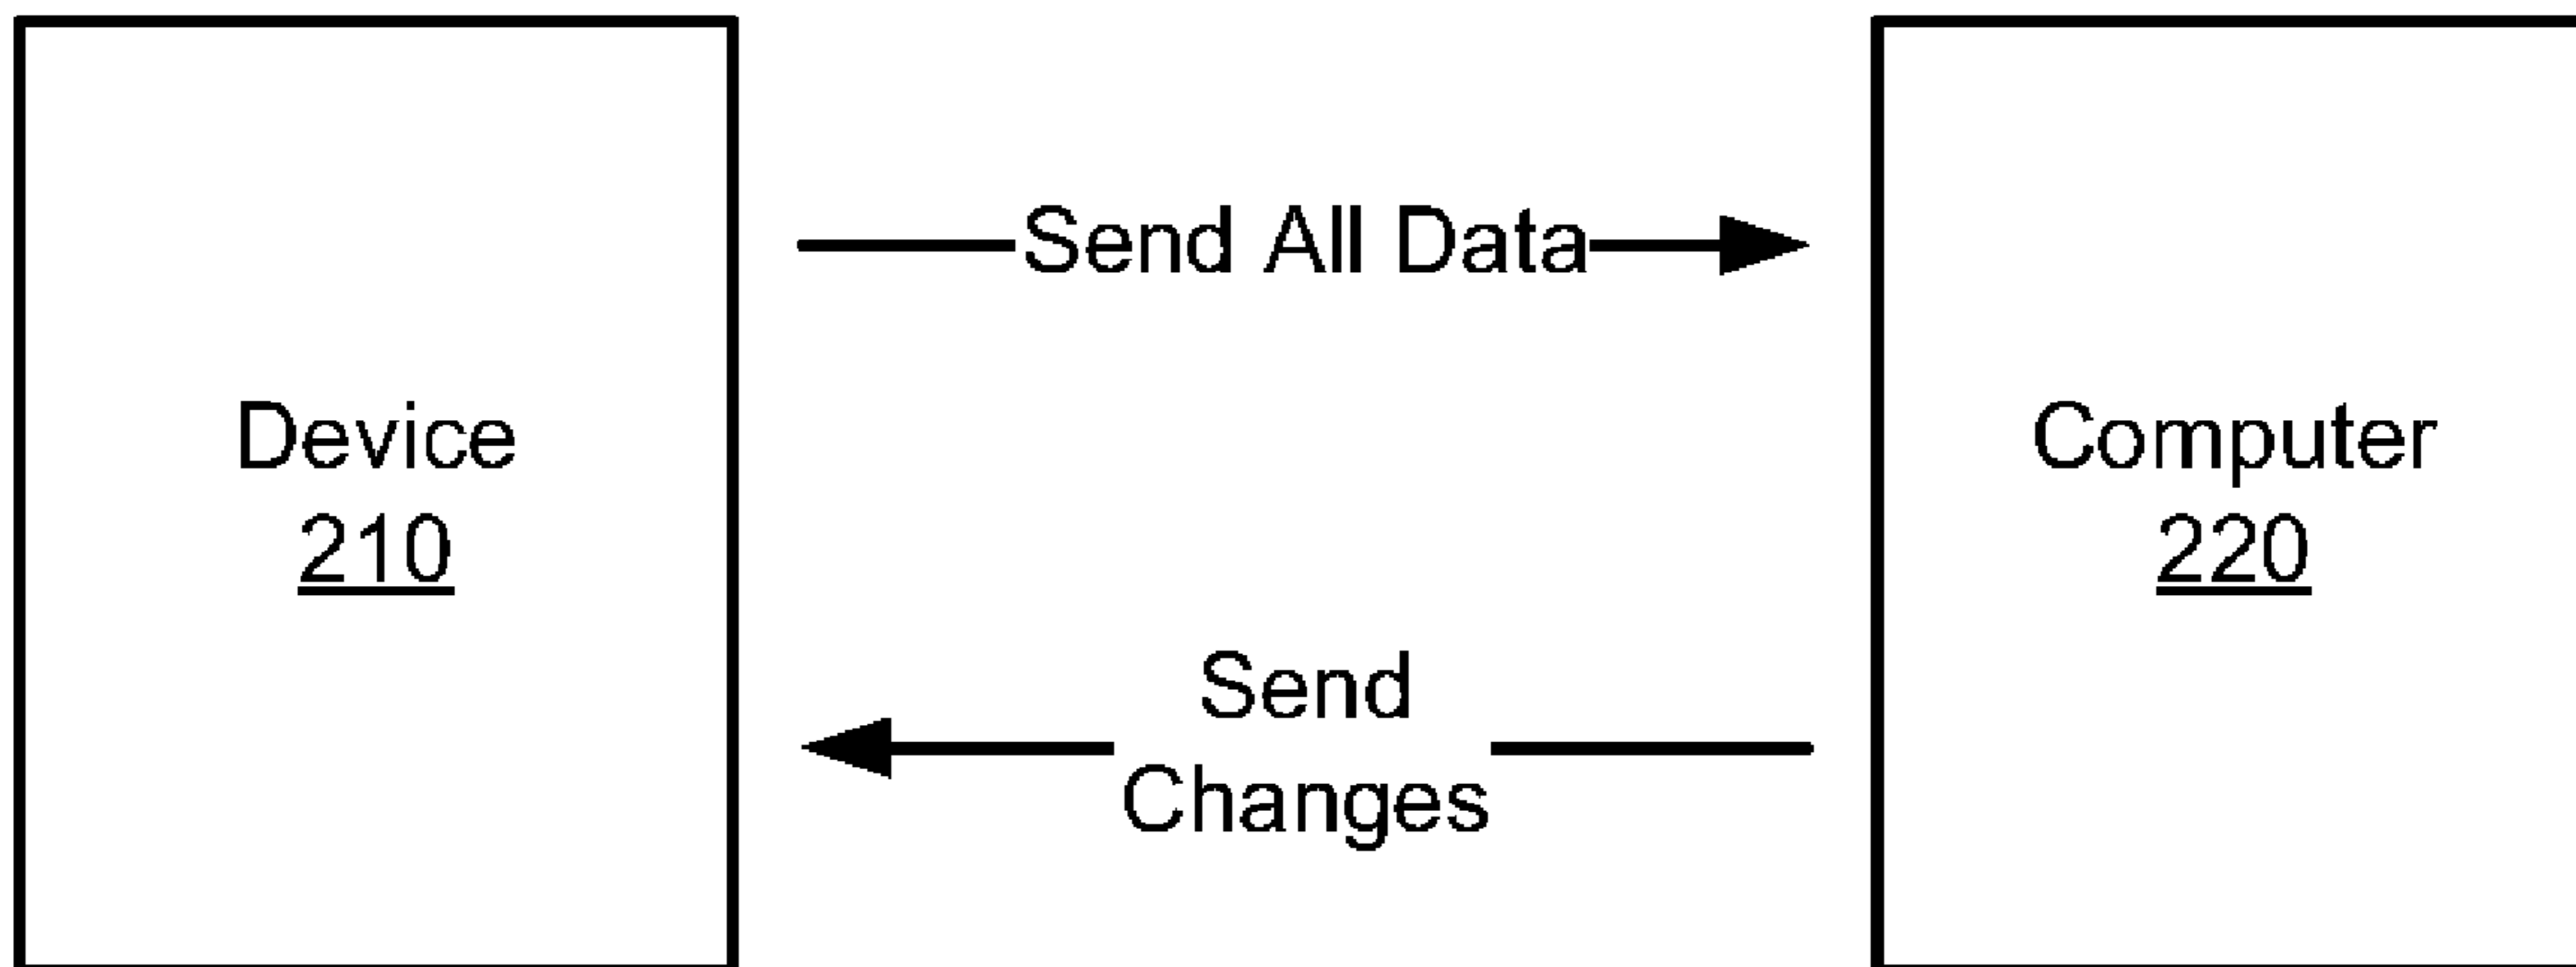 Device
210
Send All Data
Send
Changes
Computer
220